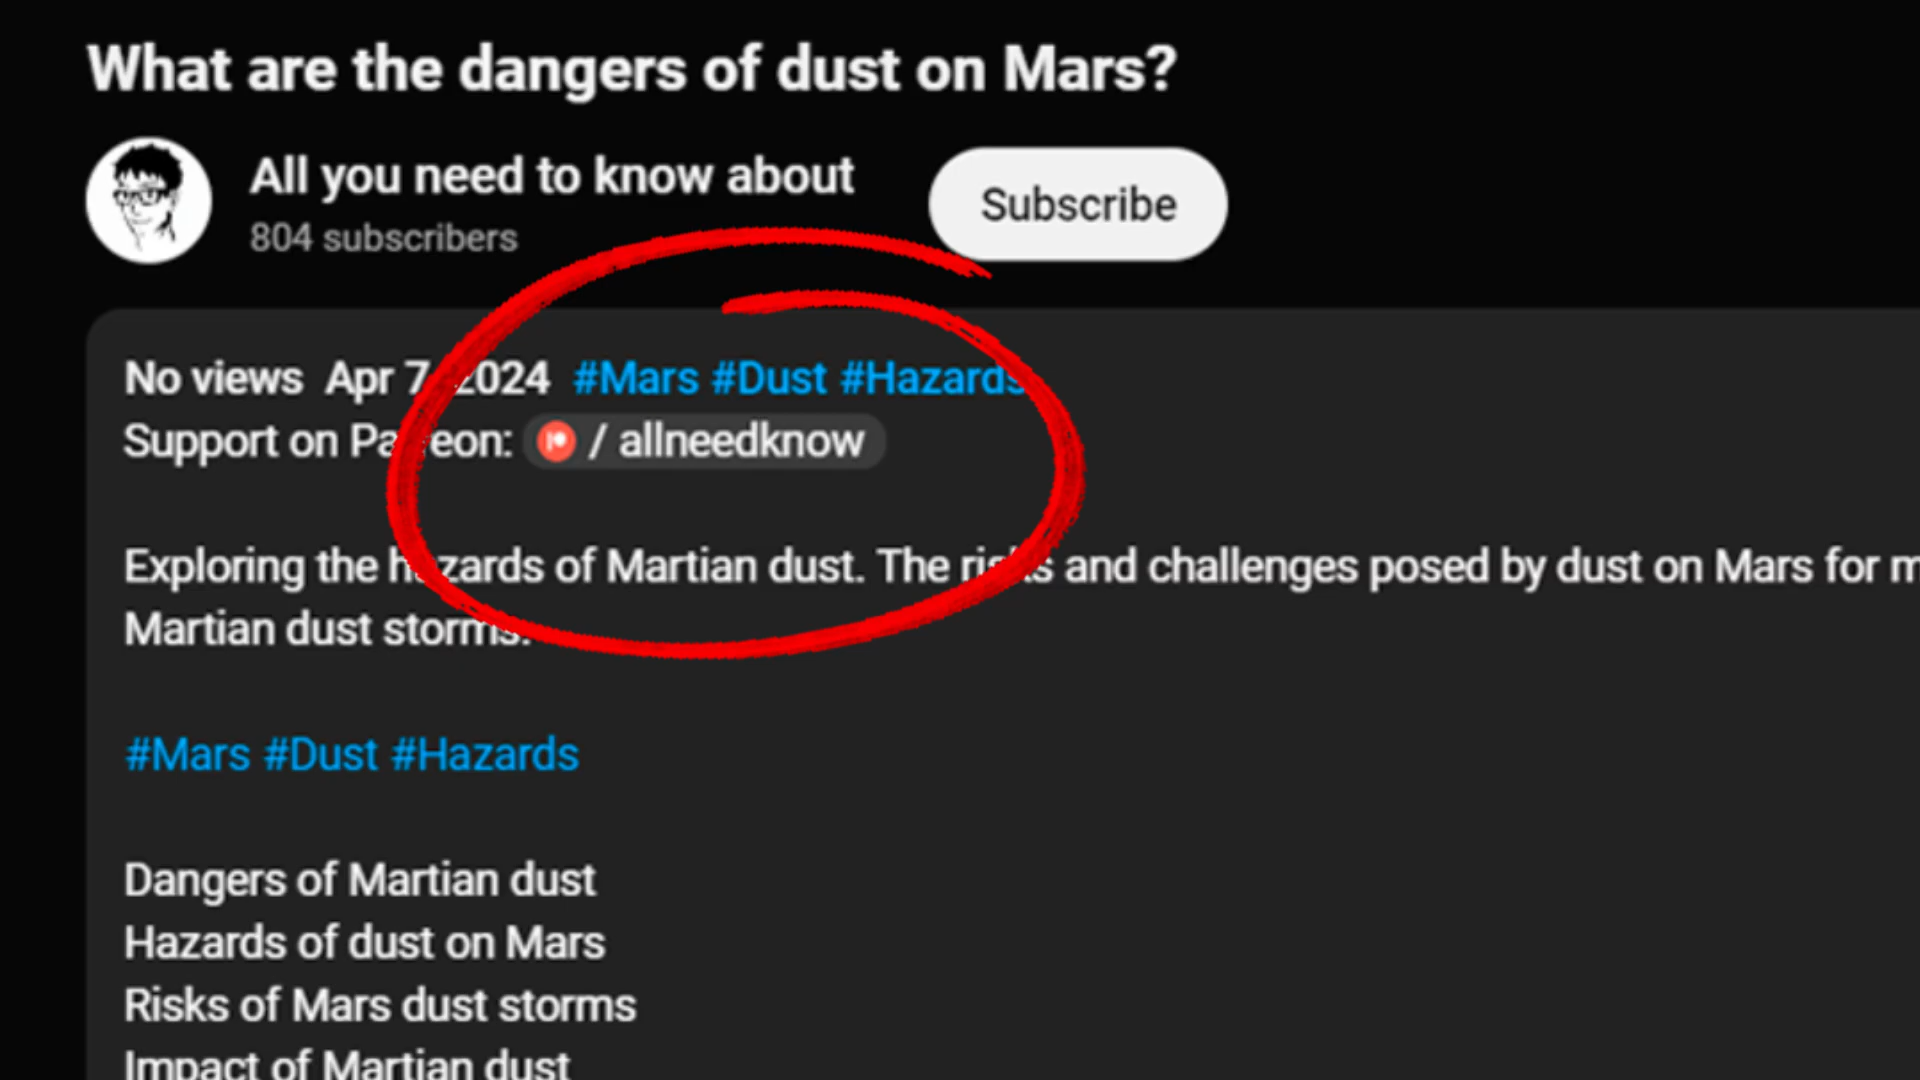 What are the dangers of dust on Mars?
All you need to know about
804 subscribers
Subscribe
No views Apr 7, 2024 #Mars #Dust #Hazards
Support on Patreon: / allneedknow
Exploring the hazards of Martian dust. The risks and challenges posed by dust on Mars for
Martian dust storms.
#Mars #Dust #Hazards
Dangers of Martian dust
Hazards of dust on Mars
Risks of Mars dust storms
Impact of Martian dust